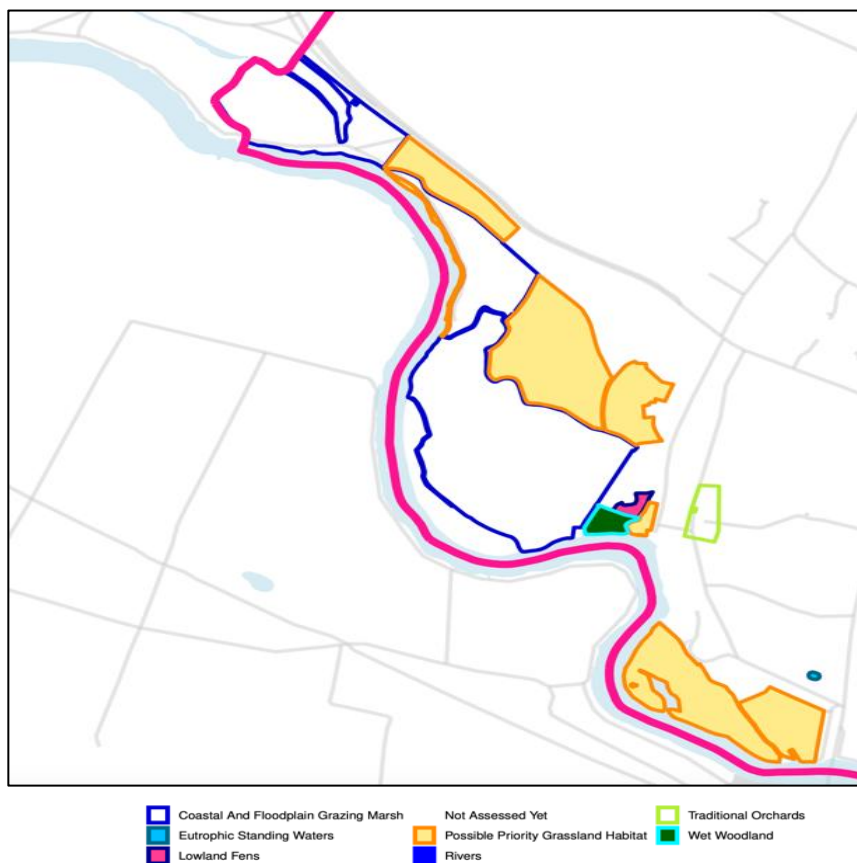 Coastal And Floodplain Grazing Marsh Not Assessed Yet Traditional Orchards
Eutrophic Standing Waters Possible Priority Grassland Habitat Wet Woodland
Lowland Fens Rivers